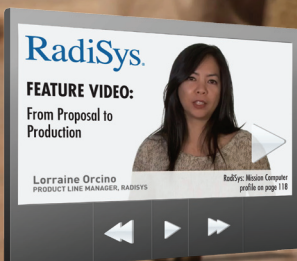 RadiSys.
FEATURE VIDEO:
From Proposal to
Production
Lorraine Orcino
PRODUCT LINE MANAGER, RADISYS
RadiSys: Mission Computer
profile on page 118